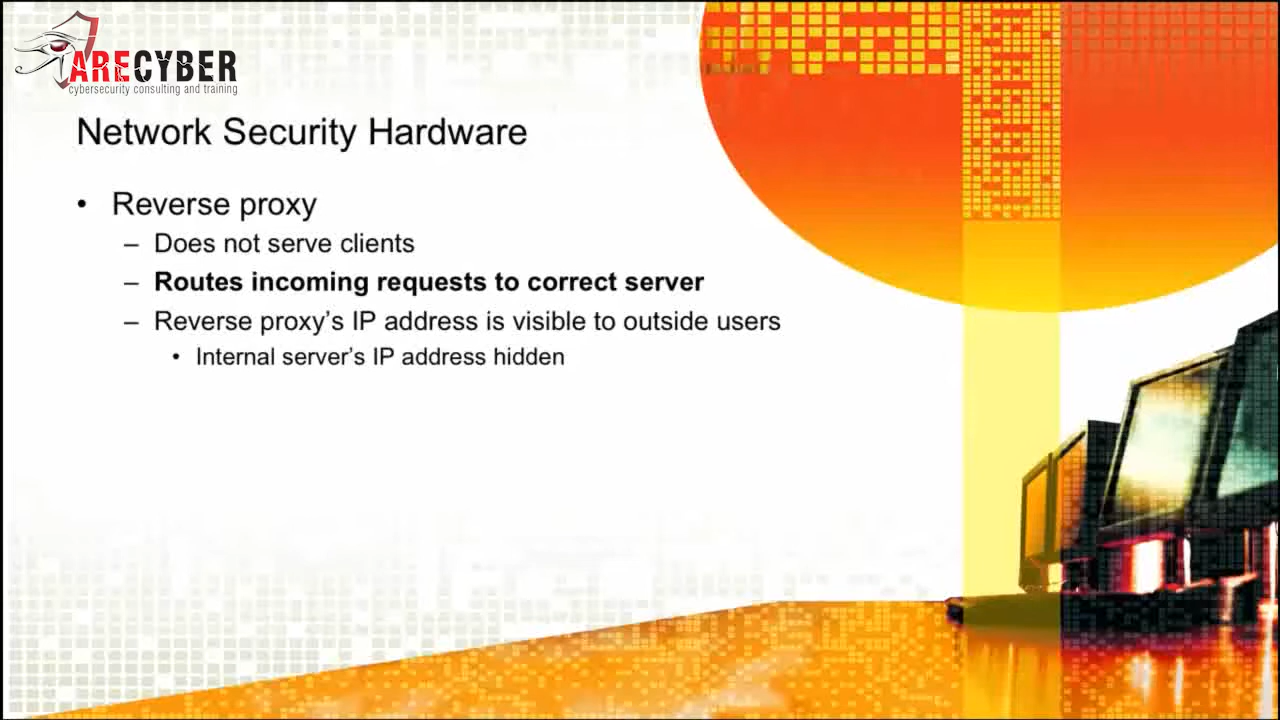 ARECYBER
cybersecurity consulting and training
Network Security Hardware
• Reverse proxy
– Does not serve clients
– Routes incoming requests to correct server
– Reverse proxy’s IP address is visible to outside users
• Internal server’s IP address hidden